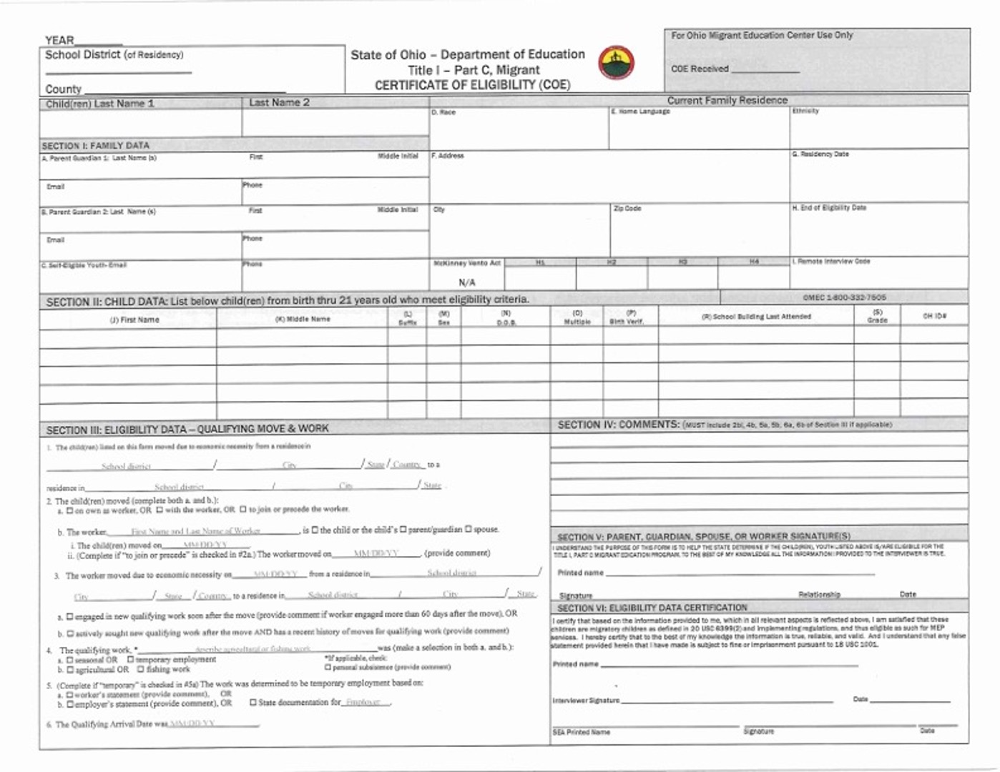 YEAR
School District (of Residency)
County
State of Ohio – Department of Education
Title I – Part C, Migrant
CERTIFICATE OF ELIGIBILITY (COE)
For Ohio Migrant Education Center Use Only
COE Received
Child(ren) Last Name 1 Last Name 2 Current Family Residence
D. Race E. Home Language Ethnicity
SECTION I: FAMILY DATA
A. Parent Guardian 1: Last Name (s) First Middle Initial F. Address G. Residency Date
Email Phone
B. Parent Guardian 2: Last Name (s) First Middle Initial City Zip Code H. End of Eligibility Date
Email Phone
C. Self-Eligible Youth- Email Phone McKinney Vento Act H1 H2 H3 H4 I. Remote Interview Code
N/A
SECTION II: CHILD DATA: List below child(ren) from birth thru 21 years old who meet eligibility criteria. OMEC 1-800-332-7505
(J) First Name (K) Middle Name (L) Suffix (M) Sex (N) D.O.B. (O) Multiple (P) Birth Verif. (R) School Building Last Attended (S) Grade OH ID#
SECTION III: ELIGIBILITY DATA – QUALIFYING MOVE & WORK
1. The child(ren) listed on this form moved due to economic necessity from a residence in
School district / City / State / Country to a
residence in School district / City / State .
2. The child(ren) moved (complete both a. and b.):
a. ☐ on own as worker, OR ☐ with the worker, OR ☐ to join or precede the worker.
b. The worker, First Name and Last Name of Worker , is ☐ the child or the child's ☐ parent/guardian ☐ spouse.
i. The child(ren) moved on MM/DD/YY
ii. (Complete if "to join or precede" is checked in #2a.) The worker moved on MM/DD/YY . (provide comment)
3. The worker moved due to economic necessity on MM/DD/YY from a residence in School district /
City / State / Country to a residence in School district / City / State
a. ☐ engaged in new qualifying work soon after the move (provide comment if worker engaged more than 60 days after the move), OR
b. ☐ actively sought new qualifying work after the move AND has a recent history of moves for qualifying work (provide comment)
4. The qualifying work, * describe agricultural or fishing work was (make a selection in both a. and b.):
a. ☐ seasonal OR ☐ temporary employment *If applicable, check:
b. ☐ agricultural OR ☐ fishing work ☐ personal subsistence (provide comment)
5. (Complete if "temporary" is checked in #5a) The work was determined to be temporary employment based on:
a. ☐ worker's statement (provide comment), OR
b. ☐ employer's statement (provide comment), OR ☐ State documentation for Employer .
6. The Qualifying Arrival Date was MM/DD/YY .
SECTION IV: COMMENTS: (MUST include 2bi, 4b, 5a, 5b, 6a, 6b of Section III if applicable)
SECTION V: PARENT, GUARDIAN, SPOUSE, OR WORKER SIGNATURE(S)
I UNDERSTAND THE PURPOSE OF THIS FORM IS TO HELP THE STATE DETERMINE IF THE CHILD(REN), YOUTH LISTED ABOVE IS/ARE ELIGIBLE FOR THE
TITLE I, PART C MIGRANT EDUCATION PROGRAM. TO THE BEST OF MY KNOWLEDGE ALL THE INFORMATION I PROVIDED TO THE INTERVIEWER IS TRUE.
Printed name
Signature Relationship Date
SECTION VI: ELIGIBILITY DATA CERTIFICATION
I certify that based on the information provided to me, which in all relevant aspects is reflected above, I am satisfied that these
children are migratory children as defined in 20 USC 6399(2) and implementing regulations, and thus eligible as such for MEP
services. I hereby certify that to the best of my knowledge the information is true, reliable, and valid. And I understand that any false
statement provided herein that I have made is subject to fine or imprisonment pursuant to 18 USC 1001.
Printed name
Interviewer Signature Date
SEA Printed Name Signature Date